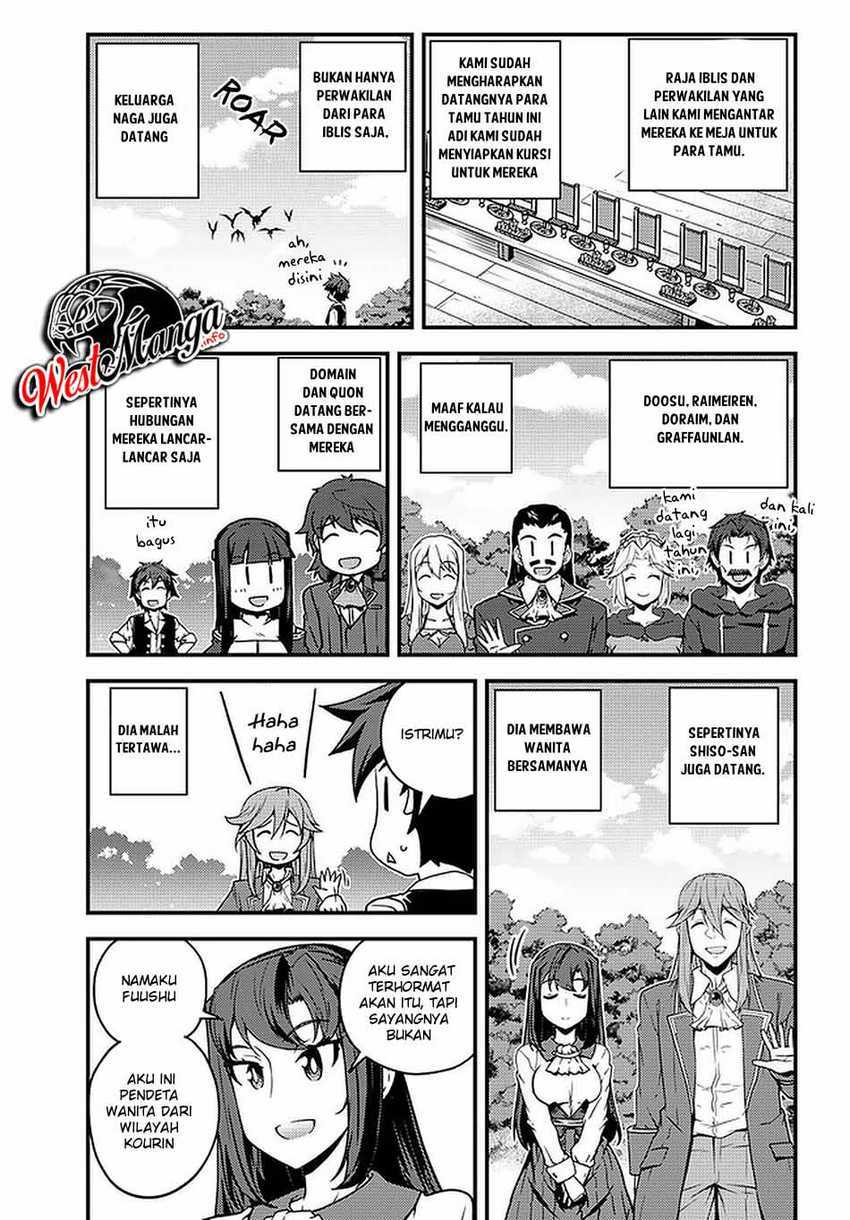 RAJA IBLIS DAN
PERWAKILAN YANG
LAIN KAMI MENGANTAR
MEREKA KE MEJA UNTUK
PARA TAMU.
KAMI SUDAH
MENGHARAPKAN
DATANGNYA PARA
TAMU TAHUN INI
ADI KAMI SUDAH
MENYIAPKAN KURSI
UNTUK MEREKA
BUKAN HANYA
PERWAKILAN
DARI PARA
IBLIS SAJA,
ROAR
KELUARGA
NAGA JUGA
DATANG
ah,
mereka
disini
WestManga
.info
DOOSU, RAIMEIREN,
DORAIM, DAN
GRAFFAUNLAN.
dan kali
ini,
kami
datang
lagi
tahun
ini
MAAF KALAU
MENGGANGGU.
DOMAIN
DAN QUON
DATANG BER-
SAMA DENGAN
MEREKA
SEPERTINYA
HUBUNGAN
MEREKA LANCAR-
LANCAR SAJA
itu
bagus
SEPERTINYA
SHISO-SAN
JUGA DATANG.
DIA MEMBAWA
WANITA
BERSAMANYA
ISTRIMU?
Haha
haha
DIA MALAH
TERTAWA...
AKU SANGAT
TERHORMAT
AKAN ITU, TAPI
SAYANGNYA
BUKAN
NAMAKU
FUUSHU
AKU INI
PENDETA
WANITA DARI
WILAYAH
KOURIN